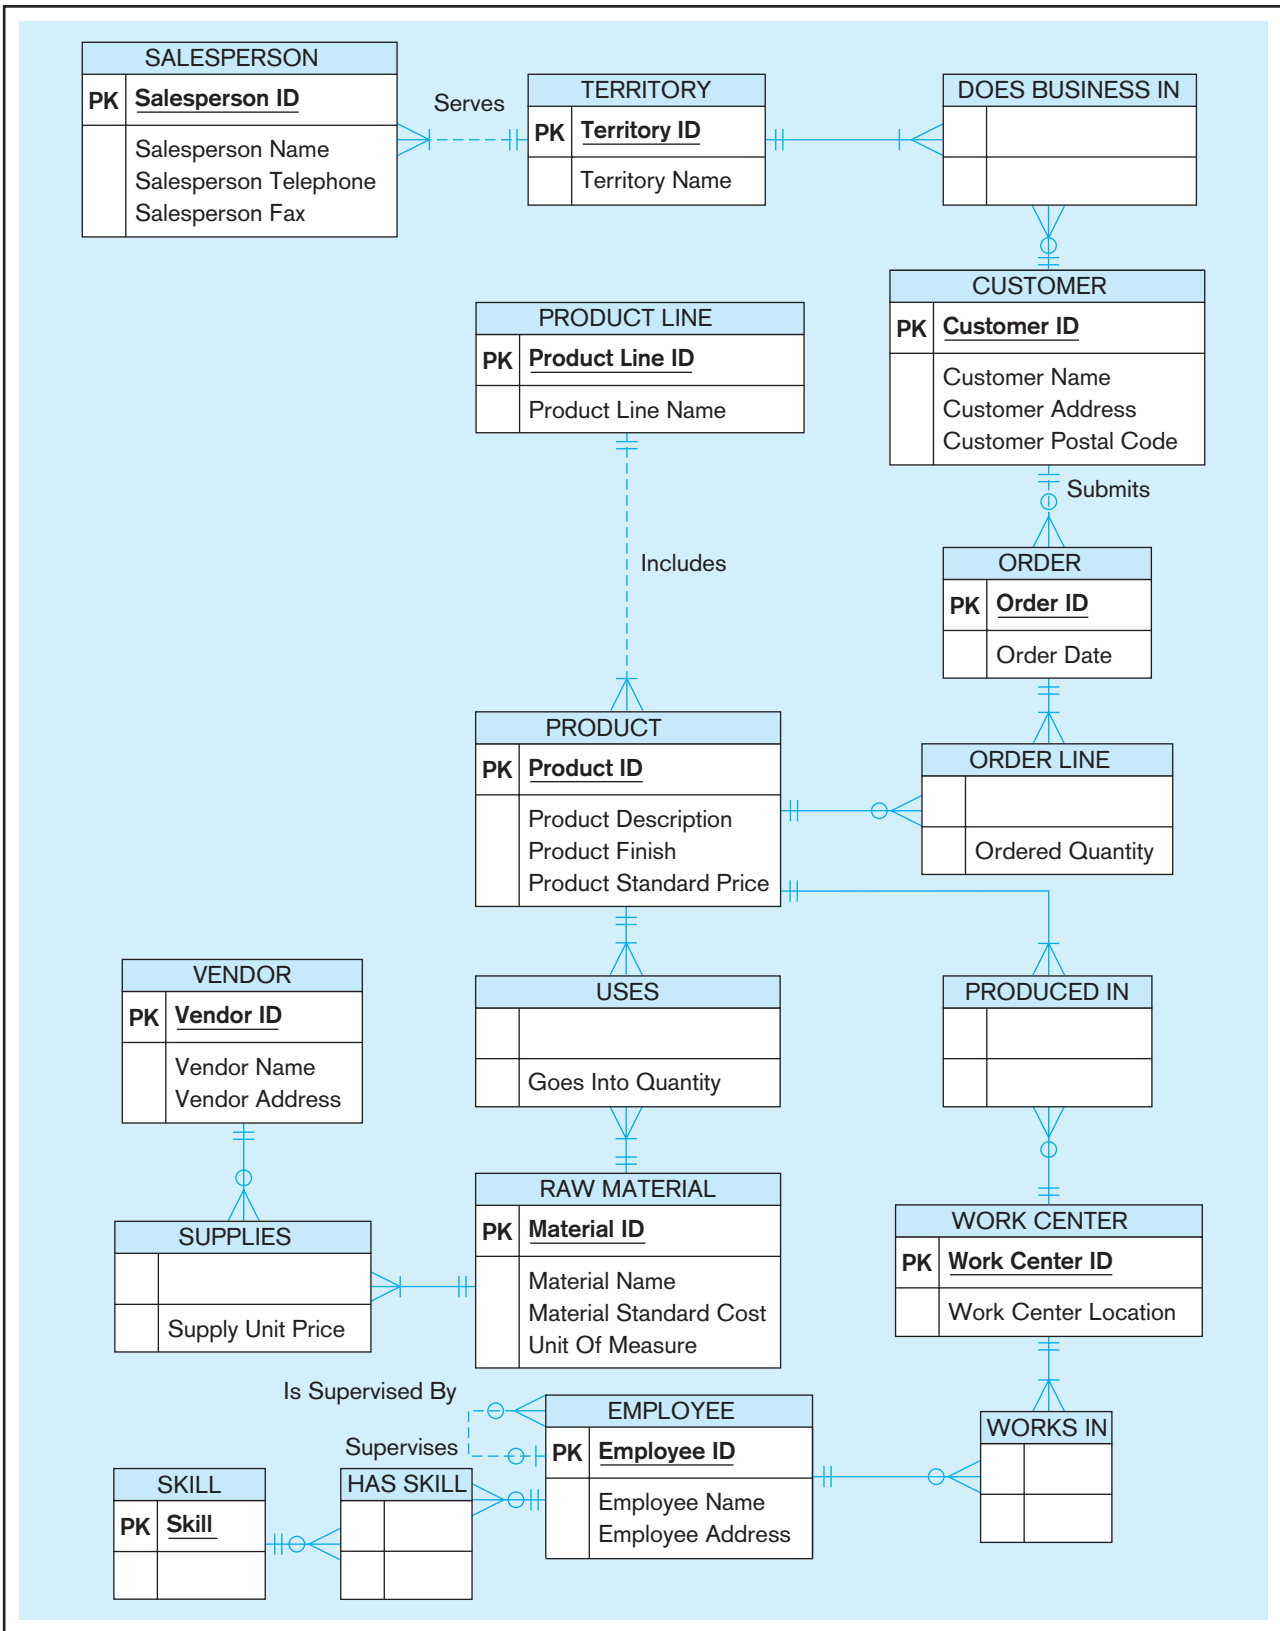 SALESPERSON
PK Salesperson ID
Salesperson Name
Salesperson Telephone
Salesperson Fax
Serves
TERRITORY
PK Territory ID
Territory Name
DOES BUSINESS IN
CUSTOMER
PK Customer ID
Customer Name
Customer Address
Customer Postal Code
PRODUCT LINE
PK Product Line ID
Product Line Name
Submits
Includes
ORDER
PK Order ID
Order Date
PRODUCT
PK Product ID
Product Description
Product Finish
Product Standard Price
ORDER LINE
Ordered Quantity
VENDOR
PK Vendor ID
Vendor Name
Vendor Address
USES
Goes Into Quantity
PRODUCED IN
SUPPLIES
Supply Unit Price
RAW MATERIAL
PK Material ID
Material Name
Material Standard Cost
Unit Of Measure
WORK CENTER
PK Work Center ID
Work Center Location
Is Supervised By
Supervises
EMPLOYEE
PK Employee ID
Employee Name
Employee Address
WORKS IN
SKILL
PK Skill
HAS SKILL